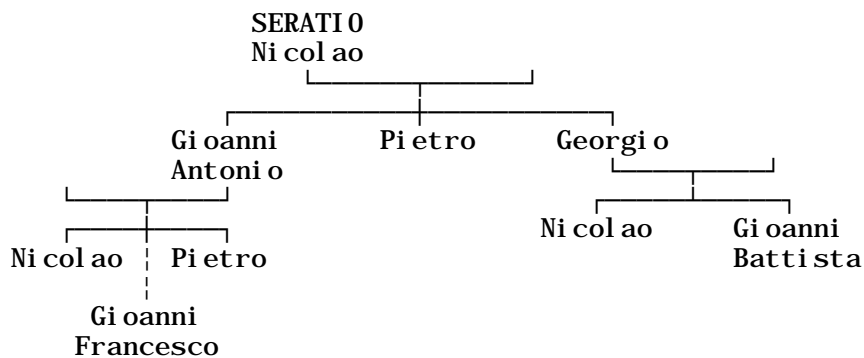 SERATIO
Nicolao
Gioanni Pietro Georgio
Antonio
Nicolao Gioanni
Nicolao Pietro Battista
Gioanni
Francesco